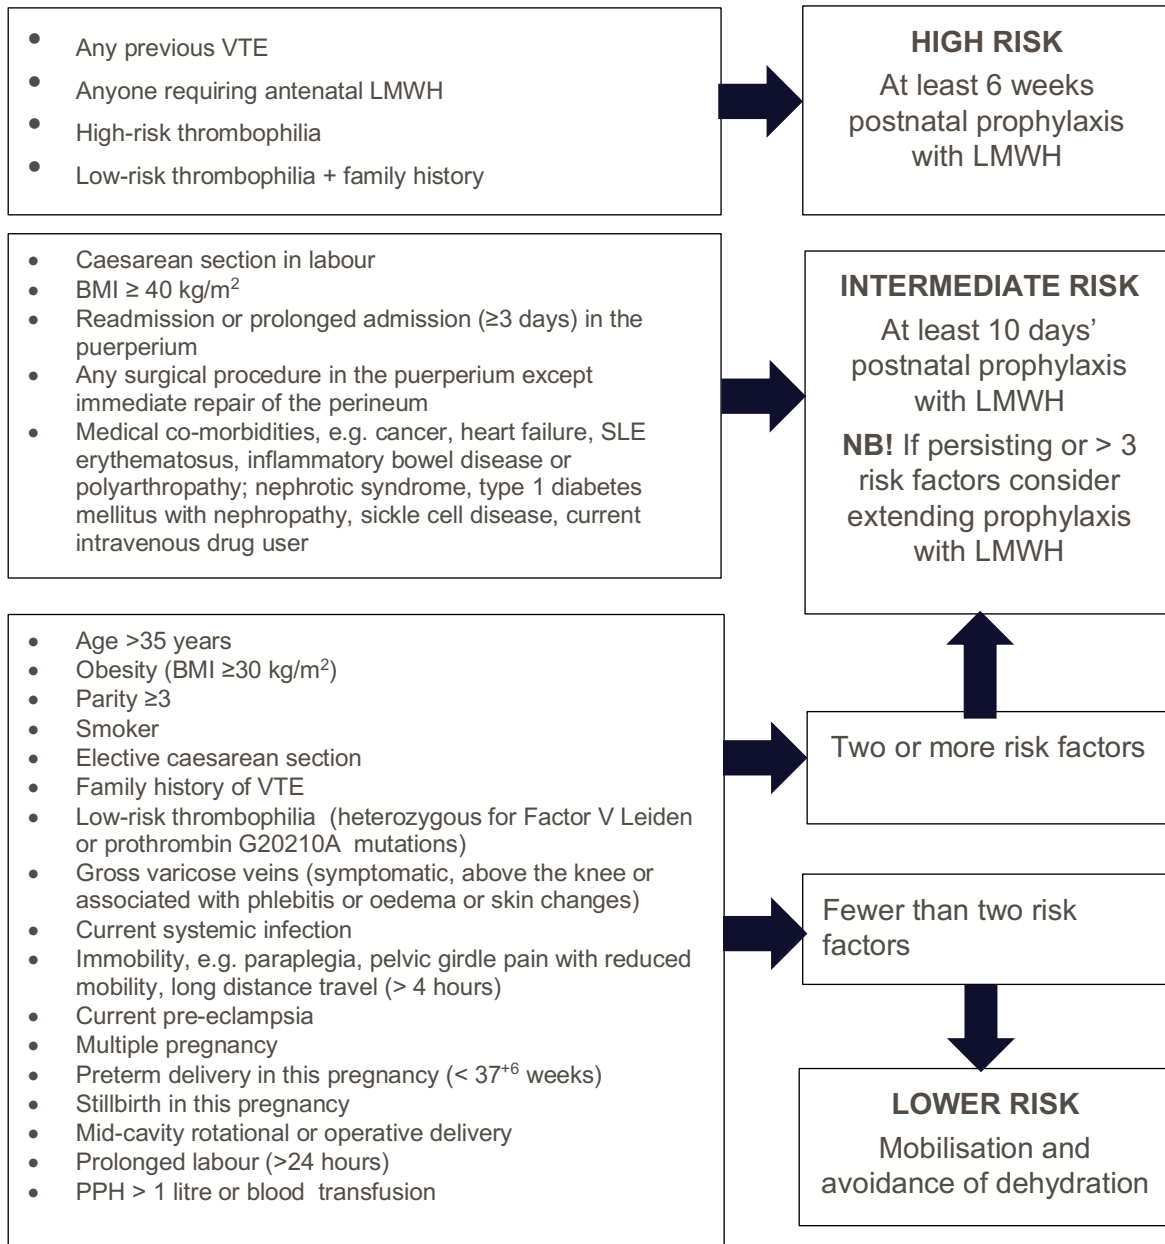 • Any previous VTE
• Anyone requiring antenatal LMWH
• High-risk thrombophilia
• Low-risk thrombophilia + family history
HIGH RISK
At least 6 weeks
postnatal prophylaxis
with LMWH
• Caesarean section in labour
• BMI ≥ 40 kg/m²
• Readmission or prolonged admission (≥3 days) in the
puerperium
• Any surgical procedure in the puerperium except
immediate repair of the perineum
• Medical co-morbidities, e.g. cancer, heart failure, SLE
erythematosus, inflammatory bowel disease or
polyarthropathy; nephrotic syndrome, type 1 diabetes
mellitus with nephropathy, sickle cell disease, current
intravenous drug user
INTERMEDIATE RISK
At least 10 days’
postnatal prophylaxis
with LMWH
NB! If persisting or > 3
risk factors consider
extending prophylaxis
with LMWH
• Age >35 years
• Obesity (BMI ≥30 kg/m²)
• Parity ≥3
• Smoker
• Elective caesarean section
• Family history of VTE
• Low-risk thrombophilia (heterozygous for Factor V Leiden
or prothrombin G20210A mutations)
• Gross varicose veins (symptomatic, above the knee or
associated with phlebitis or oedema or skin changes)
• Current systemic infection
• Immobility, e.g. paraplegia, pelvic girdle pain with reduced
mobility, long distance travel (> 4 hours)
• Current pre-eclampsia
• Multiple pregnancy
• Preterm delivery in this pregnancy (< 37⁺⁶ weeks)
• Stillbirth in this pregnancy
• Mid-cavity rotational or operative delivery
• Prolonged labour (>24 hours)
• PPH > 1 litre or blood transfusion
Two or more risk factors
Fewer than two risk
factors
LOWER RISK
Mobilisation and
avoidance of dehydration